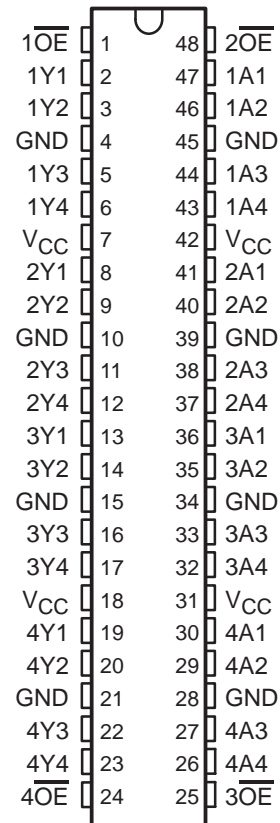 1O̅E̅ 1 48 2O̅E̅
1Y1 2 47 1A1
1Y2 3 46 1A2
GND 4 45 GND
1Y3 5 44 1A3
1Y4 6 43 1A4
VCC 7 42 VCC
2Y1 8 41 2A1
2Y2 9 40 2A2
GND 10 39 GND
2Y3 11 38 2A3
2Y4 12 37 2A4
3Y1 13 36 3A1
3Y2 14 35 3A2
GND 15 34 GND
3Y3 16 33 3A3
3Y4 17 32 3A4
VCC 18 31 VCC
4Y1 19 30 4A1
4Y2 20 29 4A2
GND 21 28 GND
4Y3 22 27 4A3
4Y4 23 26 4A4
4O̅E̅ 24 25 3O̅E̅